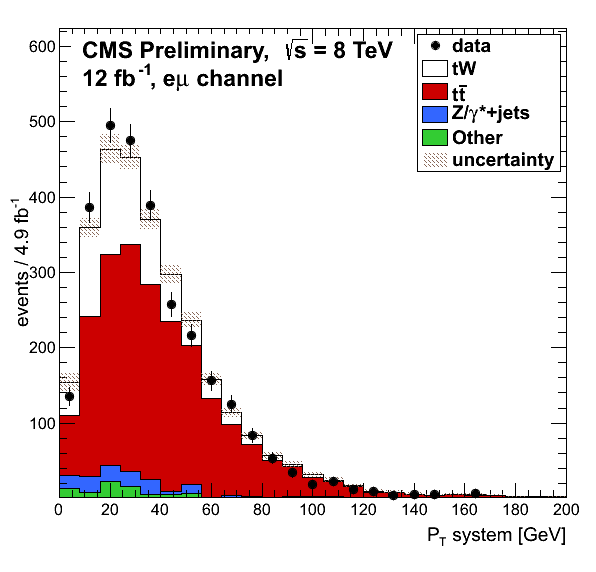 CMS Preliminary, √s = 8 TeV
12 fb⁻¹, eμ channel
data
tW
tt̄
Z/γ*+jets
Other
uncertainty
events / 4.9 fb⁻¹
600
500
400
300
200
100
0 20 40 60 80 100 120 140 160 180 200
P_T system [GeV]